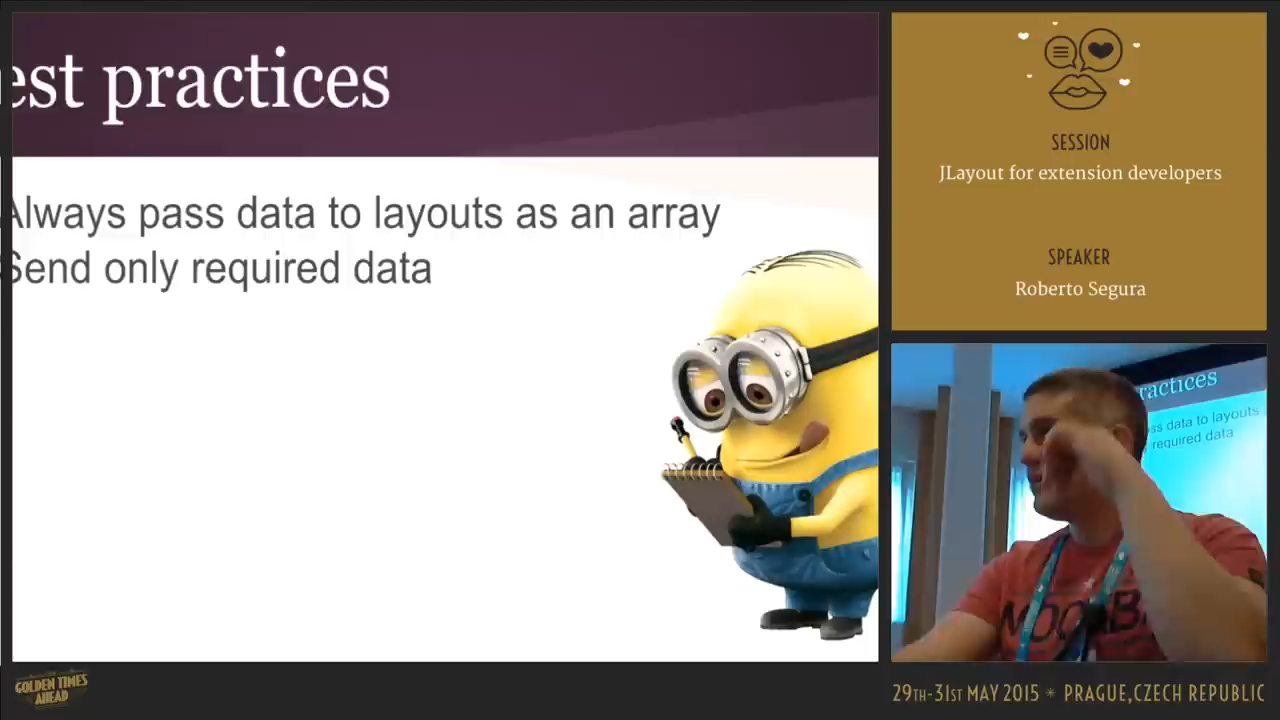 est practices
Always pass data to layouts as an array
Send only required data
SESSION
JLayout for extension developers
SPEAKER
Roberto Segura
ractices
ss data to layouts
required data
GOLDEN TIMES
AHEAD
29TH-31ST MAY 2015 * PRAGUE,CZECH REPUBLIC